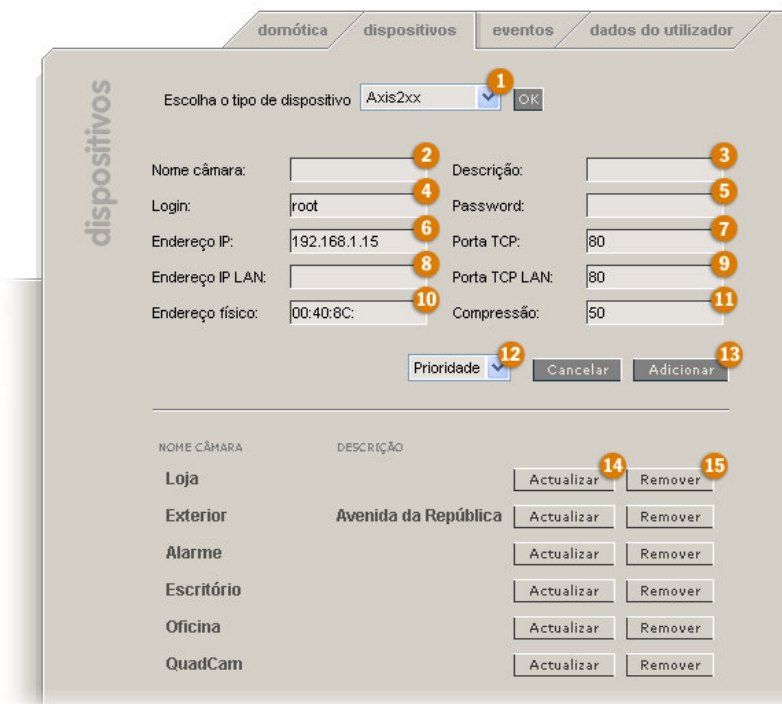 domótica dispositivos eventos dados do utilizador
dispositivos
Escolha o tipo de dispositivo Axis2xx 1 OK
Nome câmara: 2 Descrição: 3
Login: root 4 Password: 5
Endereço IP: 192.168.1.15 6 Porta TCP: 80 7
Endereço IP LAN: 8 Porta TCP LAN: 80 9
Endereço físico: 00:40:8C: 10 Compressão: 50 11
Prioridade 12 Cancelar Adicionar 13
NOME CÂMARA DESCRIÇÃO
Loja Actualizar 14 Remover 15
Exterior Avenida da República Actualizar Remover
Alarme Actualizar Remover
Escritório Actualizar Remover
Oficina Actualizar Remover
QuadCam Actualizar Remover